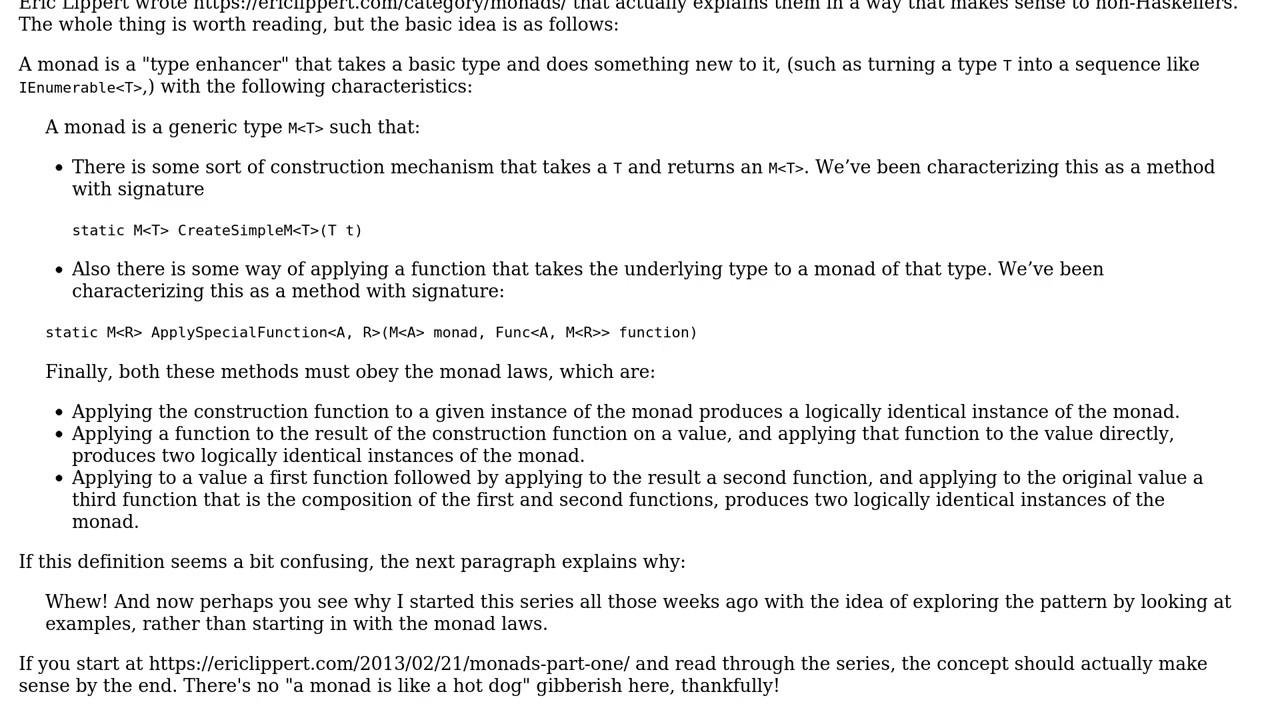 Eric Lippert wrote https://ericlippert.com/category/monads/ that actually explains them in a way that makes sense to non-Haskellers.
The whole thing is worth reading, but the basic idea is as follows:
A monad is a "type enhancer" that takes a basic type and does something new to it, (such as turning a type T into a sequence like
IEnumerable<T>,) with the following characteristics:
A monad is a generic type M<T> such that:
• There is some sort of construction mechanism that takes a T and returns an M<T>. We’ve been characterizing this as a method
with signature
static M<T> CreateSimpleM<T>(T t)
• Also there is some way of applying a function that takes the underlying type to a monad of that type. We’ve been
characterizing this as a method with signature:
static M<R> ApplySpecialFunction<A, R>(M<A> monad, Func<A, M<R>> function)
Finally, both these methods must obey the monad laws, which are:
• Applying the construction function to a given instance of the monad produces a logically identical instance of the monad.
• Applying a function to the result of the construction function on a value, and applying that function to the value directly,
produces two logically identical instances of the monad.
• Applying to a value a first function followed by applying to the result a second function, and applying to the original value a
third function that is the composition of the first and second functions, produces two logically identical instances of the
monad.
If this definition seems a bit confusing, the next paragraph explains why:
Whew! And now perhaps you see why I started this series all those weeks ago with the idea of exploring the pattern by looking at
examples, rather than starting in with the monad laws.
If you start at https://ericlippert.com/2013/02/21/monads-part-one/ and read through the series, the concept should actually make
sense by the end. There's no "a monad is like a hot dog" gibberish here, thankfully!